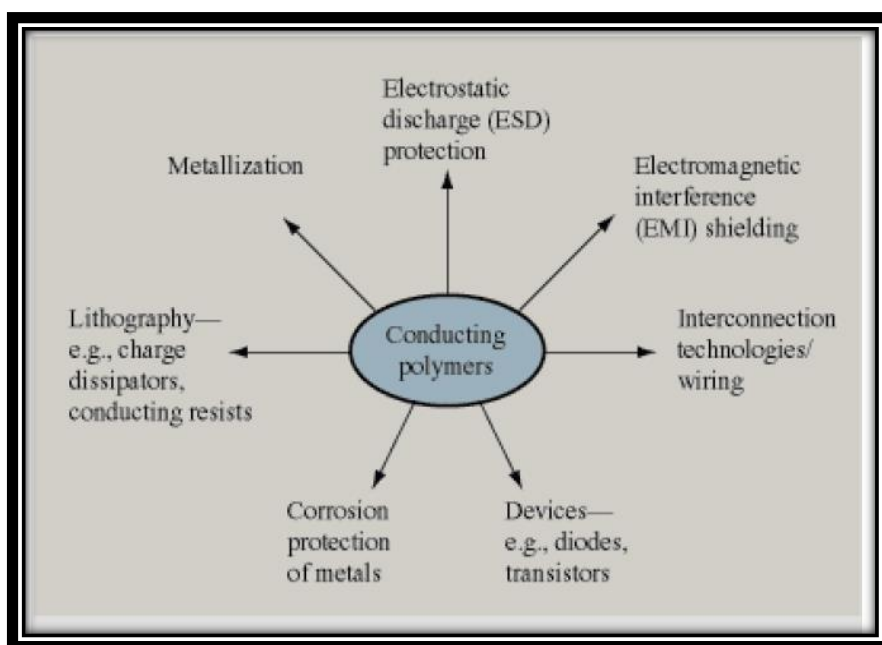 Electrostatic
discharge (ESD)
protection
Metallization
Electromagnetic
interference
(EMI) shielding
Lithography—
e.g., charge
dissipators,
conducting resists
Conducting
polymers
Interconnection
technologies/
wiring
Corrosion
protection
of metals
Devices—
e.g., diodes,
transistors